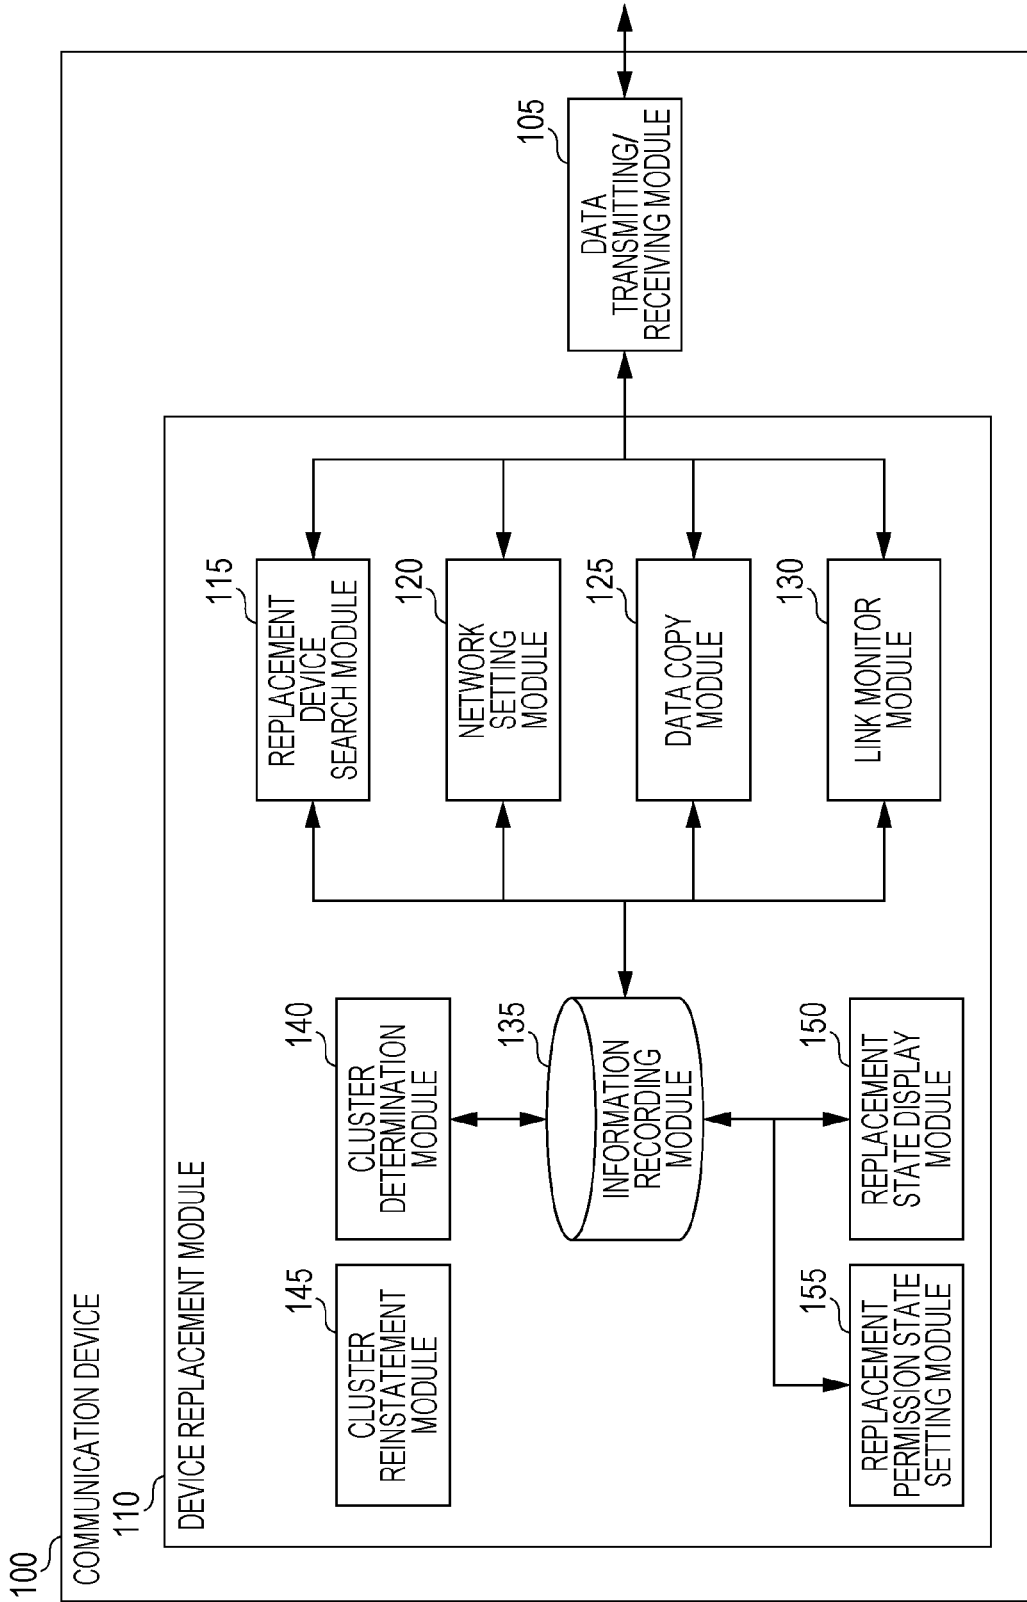 100
COMMUNICATION DEVICE
110
DEVICE REPLACEMENT MODULE
145
CLUSTER
REINSTATEMENT
MODULE
140
CLUSTER
DETERMINATION
MODULE
115
REPLACEMENT
DEVICE
SEARCH MODULE
120
NETWORK
SETTING
MODULE
135
INFORMATION
RECORDING
MODULE
125
DATA COPY
MODULE
105
DATA
TRANSMITTING/
RECEIVING MODULE
155
REPLACEMENT
PERMISSION STATE
SETTING MODULE
150
REPLACEMENT
STATE DISPLAY
MODULE
130
LINK MONITOR
MODULE